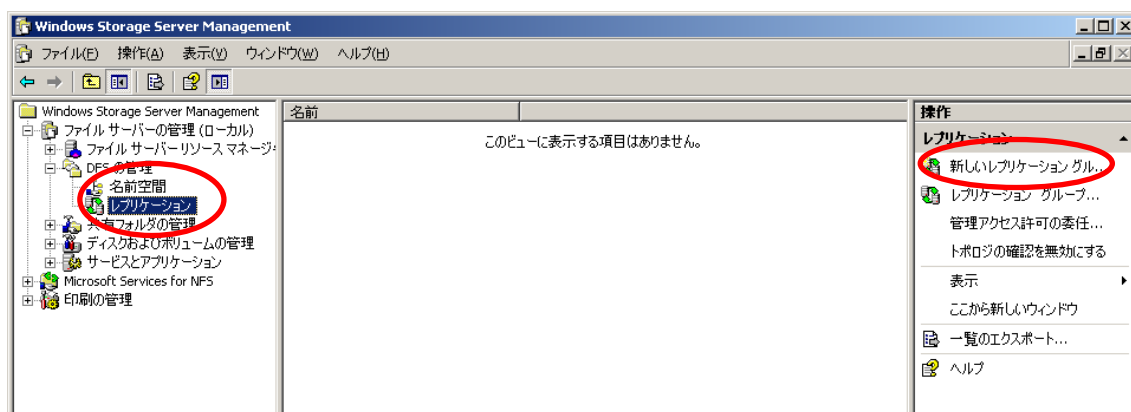 Windows Storage Server Management
ファイル(F) 操作(A) 表示(V) ウィンドウ(W) ヘルプ(H)
Windows Storage Server Management
ファイル サーバーの管理 (ローカル)
ファイル サーバー リソース マネージ
DFS の管理
名前空間
レプリケーション
共有フォルダの管理
ディスクおよびボリュームの管理
サービスとアプリケーション
Microsoft Services for NFS
印刷の管理
名前
このビューに表示する項目はありません。
操作
レプリケーション
新しいレプリケーション グル...
レプリケーション グループ...
管理アクセス許可の委任...
トポロジの確認を無効にする
表示
ここから新しいウィンドウ
一覧のエクスポート...
ヘルプ